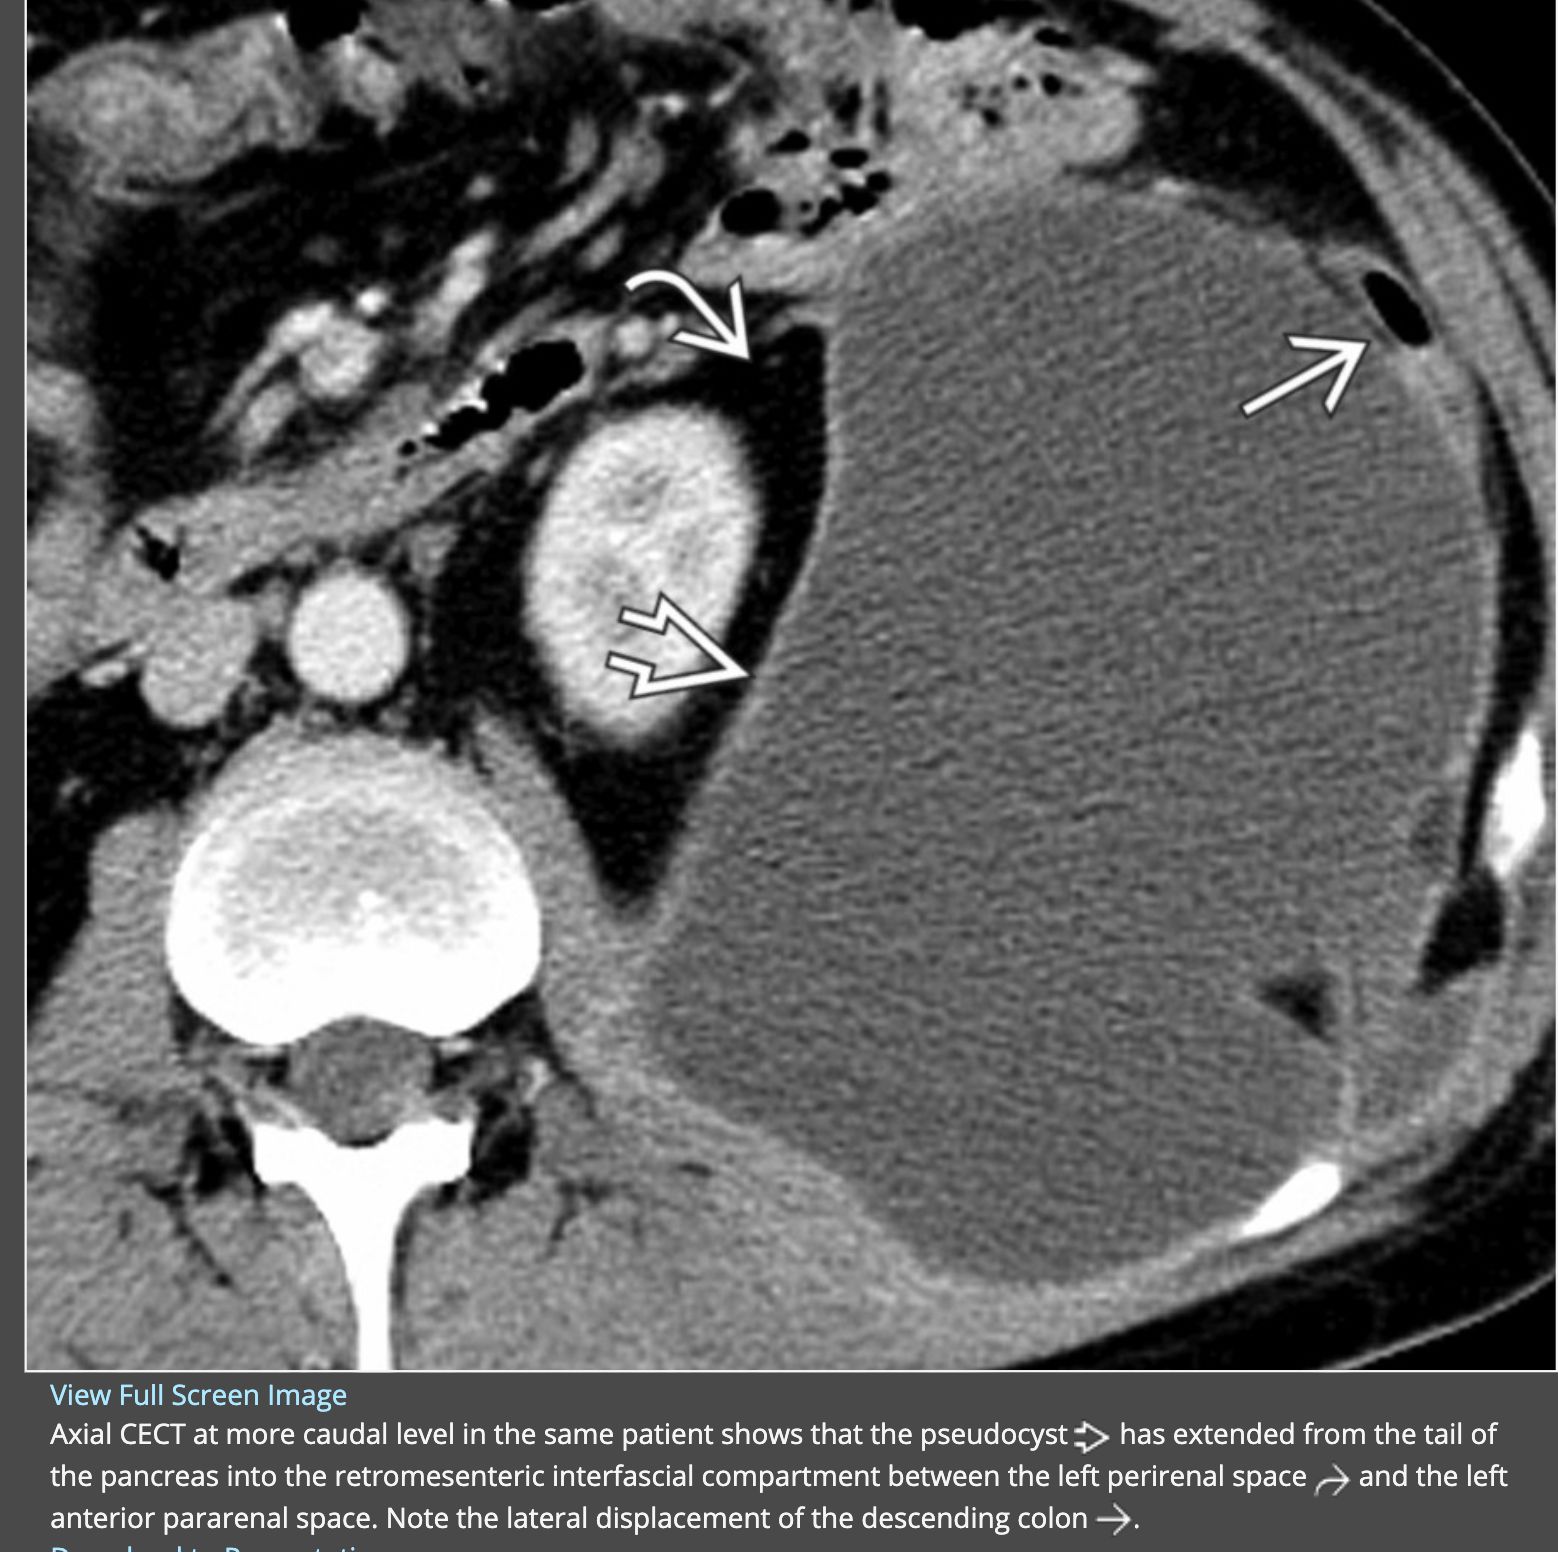 View Full Screen Image
Axial CECT at more caudal level in the same patient shows that the pseudocyst has extended from the tail of
the pancreas into the retromesenteric interfascial compartment between the left perirenal space and the left
anterior pararenal space. Note the lateral displacement of the descending colon .